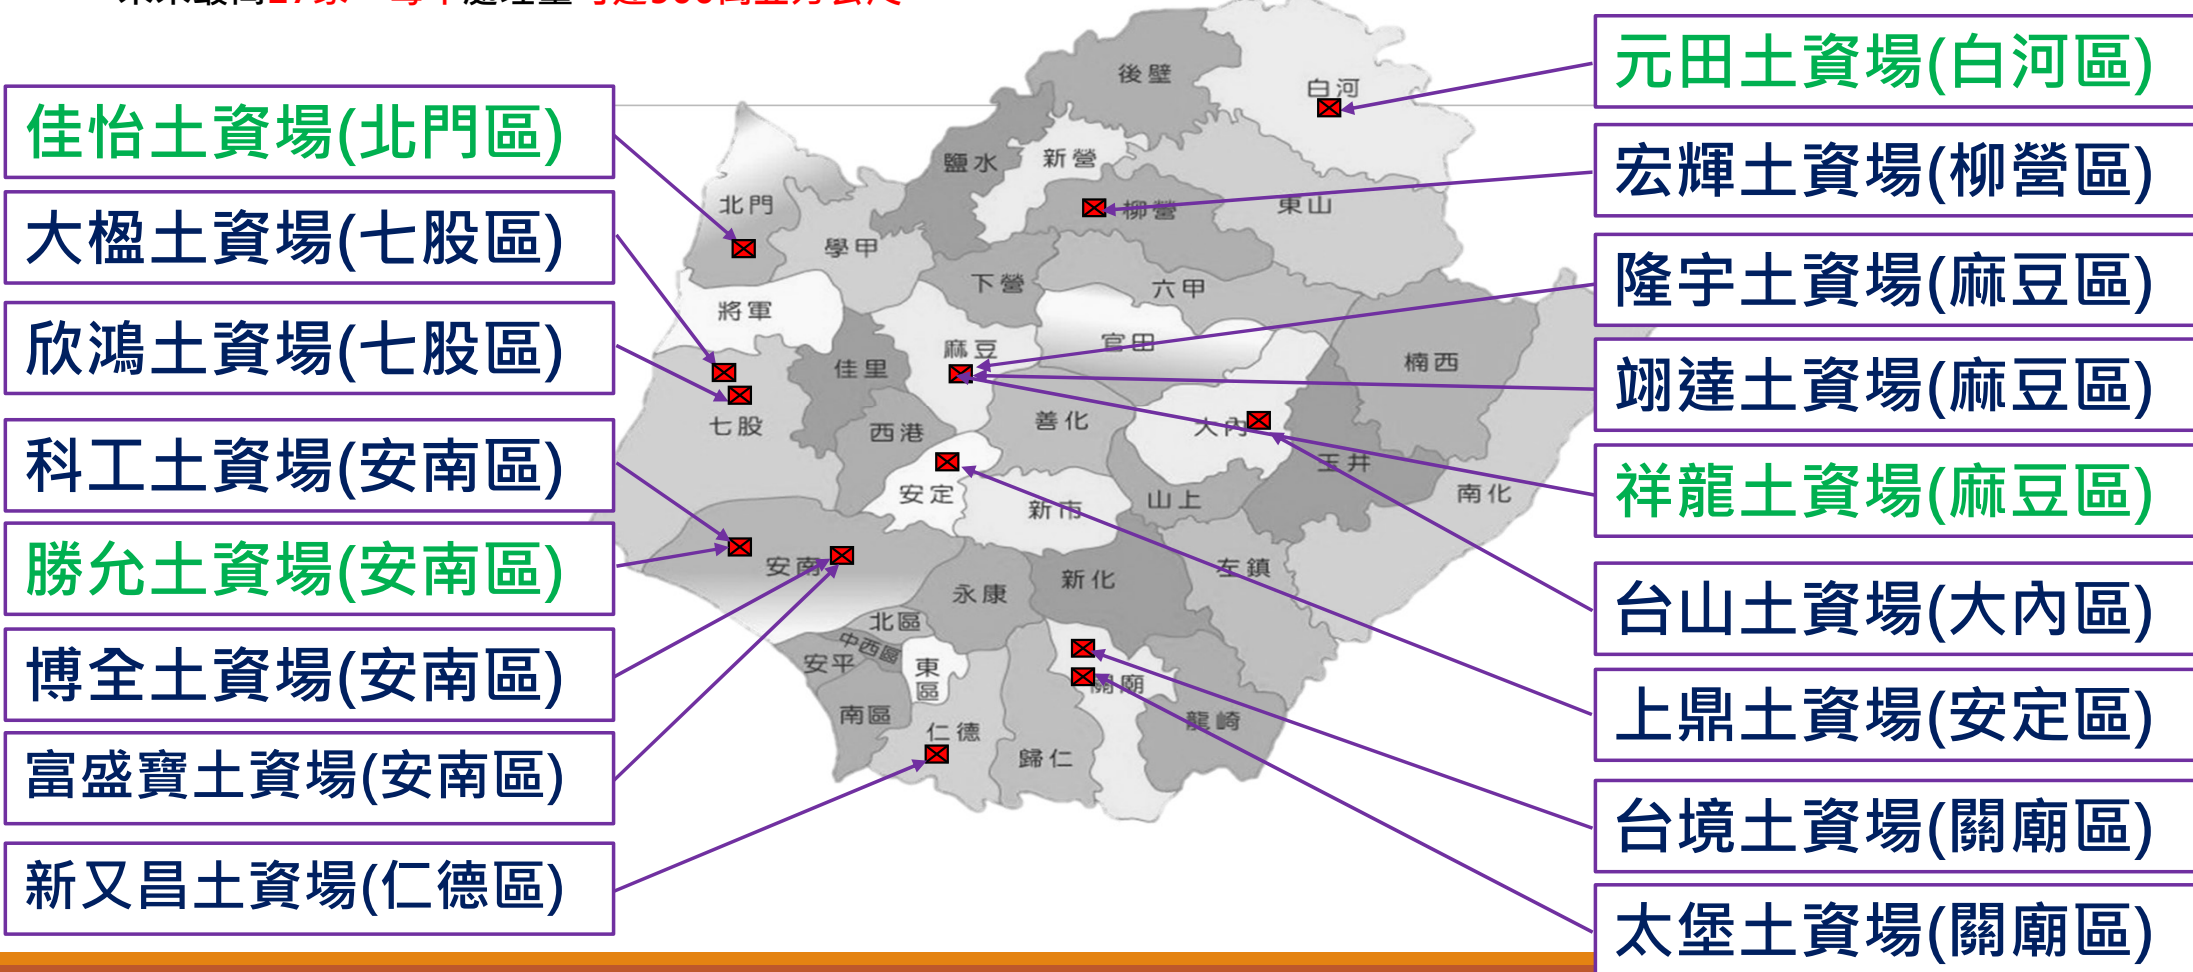 佳怡土資場(北門區)
大楹土資場(七股區)
欣鴻土資場(七股區)
科工土資場(安南區)
勝允土資場(安南區)
博全土資場(安南區)
富盛寶土資場(安南區)
新又昌土資場(仁德區)
後壁
白河
鹽水
新營
北門
柳營
東山
學甲
下營
六甲
將軍
官田
麻豆
佳里
楠西
七股
西港
善化
大內
玉井
安定
新市
山上
南化
安南
永康
新化
左鎮
北區
中西區
安平
東區
南區
仁德
歸仁
關廟
龍崎
元田土資場(白河區)
宏輝土資場(柳營區)
隆宇土資場(麻豆區)
翊達土資場(麻豆區)
祥龍土資場(麻豆區)
台山土資場(大內區)
上鼎土資場(安定區)
台境土資場(關廟區)
太堡土資場(關廟區)